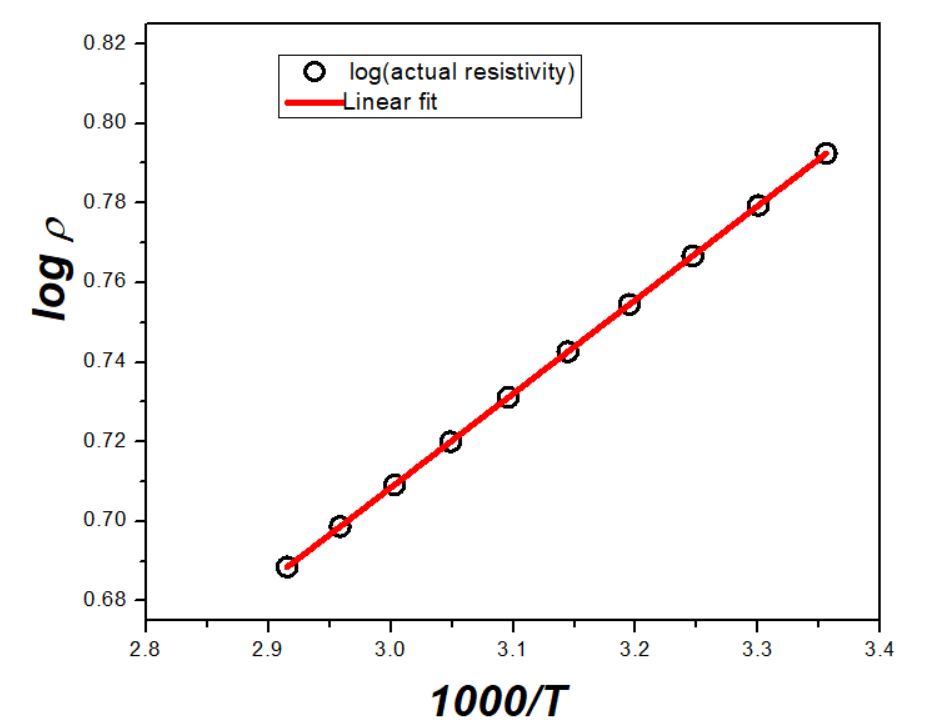 0.82
0.80
0.78
0.76
0.74
0.72
0.70
0.68
log ρ
log(actual resistivity)
Linear fit
2.8 2.9 3.0 3.1 3.2 3.3 3.4
1000/T